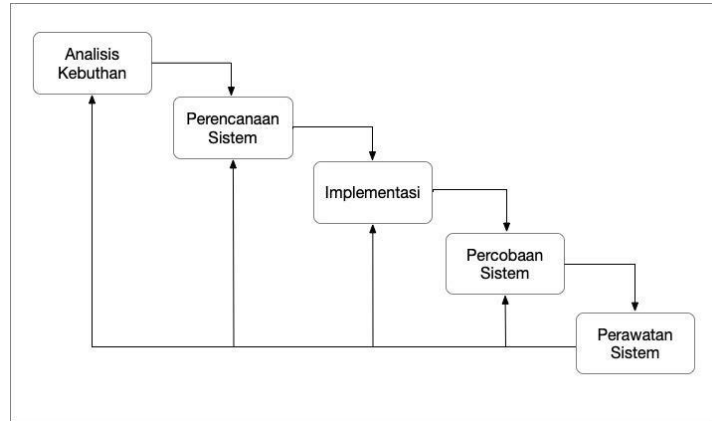 Analisis
Kebuthan
Perencanaan
Sistem
Implementasi
Percobaan
Sistem
Perawatan
Sistem